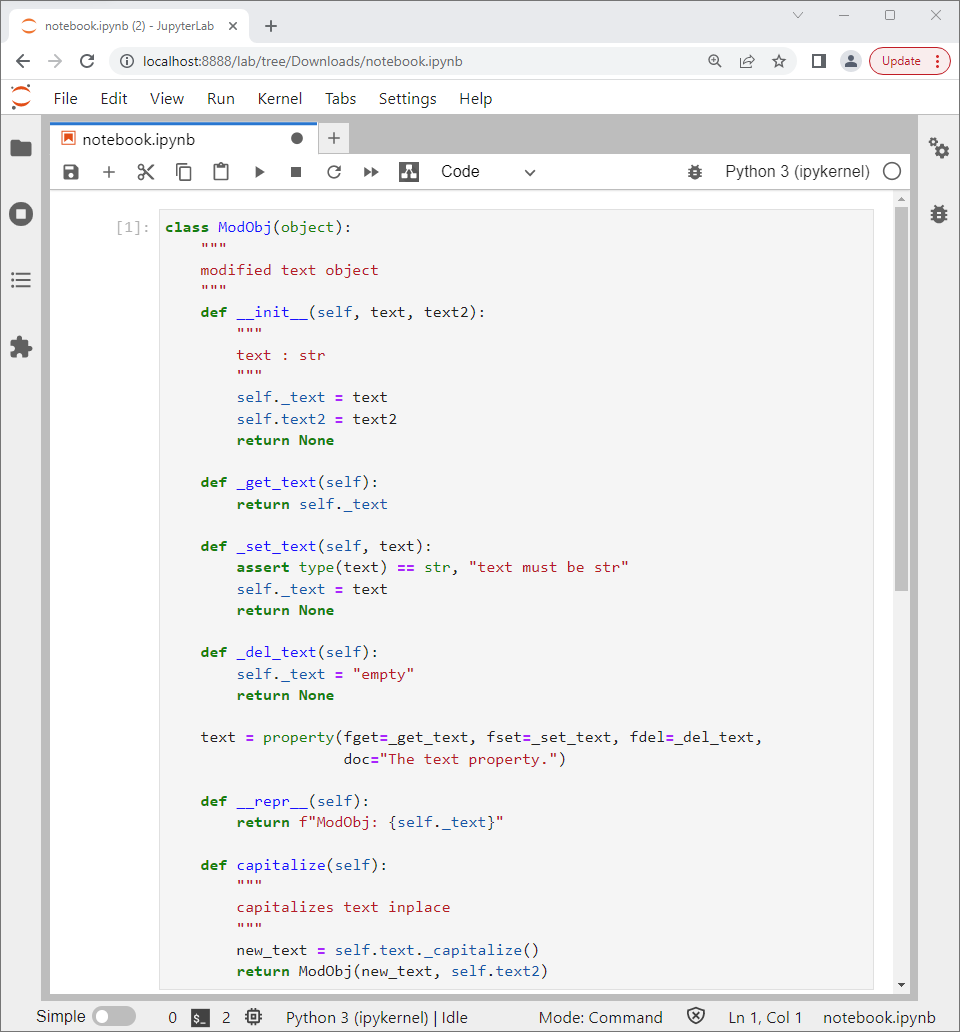 notebook.ipynb (2) - JupyterLab
localhost:8888/lab/tree/Downloads/notebook.ipynb
Update
File Edit View Run Kernel Tabs Settings Help
notebook.ipynb
Code
Python 3 (ipykernel)
[1]: class ModObj(object):
    """
    modified text object
    """
    def __init__(self, text, text2):
        """
        text : str
        """
        self._text = text
        self.text2 = text2
        return None

    def _get_text(self):
        return self._text

    def _set_text(self, text):
        assert type(text) == str, "text must be str"
        self._text = text
        return None

    def _del_text(self):
        self._text = "empty"
        return None

    text = property(fget=_get_text, fset=_set_text, fdel=_del_text,
                    doc="The text property.")

    def __repr__(self):
        return f"ModObj: {self._text}"

    def capitalize(self):
        """
        capitalizes text inplace
        """
        new_text = self.text._capitalize()
        return ModObj(new_text, self.text2)
Simple 0 $_ 2 Python 3 (ipykernel) | Idle Mode: Command Ln 1, Col 1 notebook.ipynb